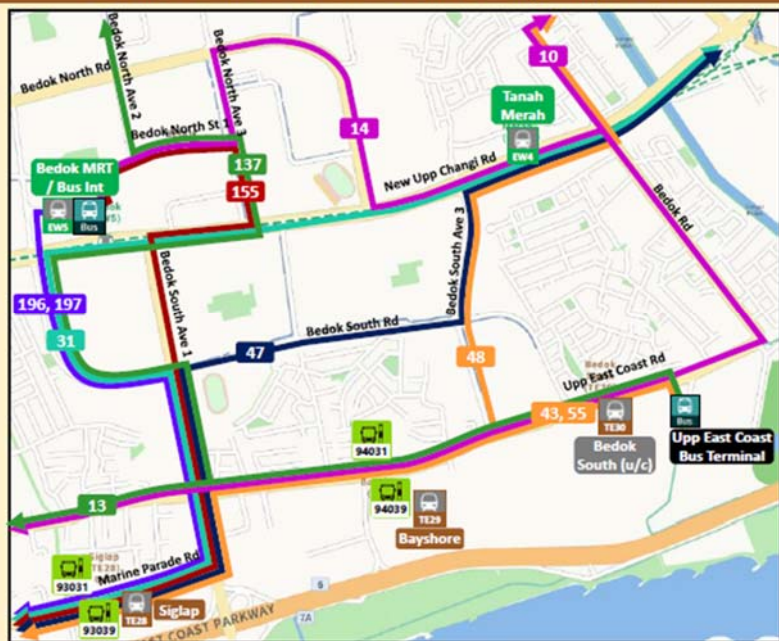 10
Bedok North Rd
Bedok North Ave 2
Bedok North Ave 3
Bedok North St 1
14
Tanah
Merah
EW4
New Upp Changi Rd
Bedok MRT
/ Bus Int
EW5
Bus
137
155
Bedok Rd
Bedok South Ave 3
196, 197
31
Bedok South Ave 1
47
Bedok South Rd
48
Upp East Coast Rd
43, 55
TE30
Bedok
South (u/c)
Bus
Upp East Coast
Bus Terminal
94031
94039
TE29
Bayshore
13
Siglap
(TE28)
93031
Marine Parade Rd
93039
TE28
Siglap
6
7A
ST COAST PARKWAY